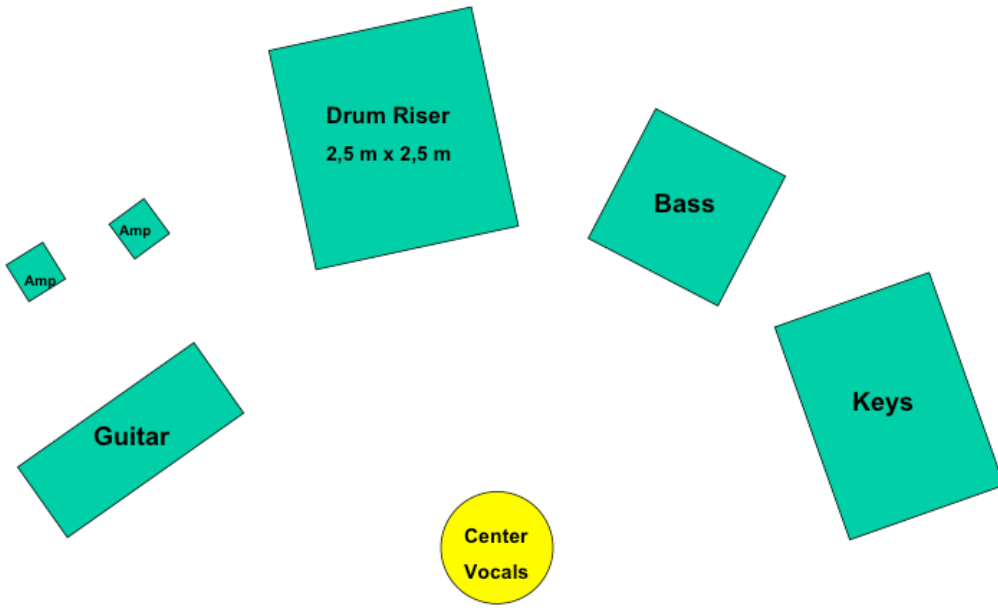 Drum Riser
2,5 m x 2,5 m
Bass
Amp
Amp
Keys
Guitar
Center
Vocals